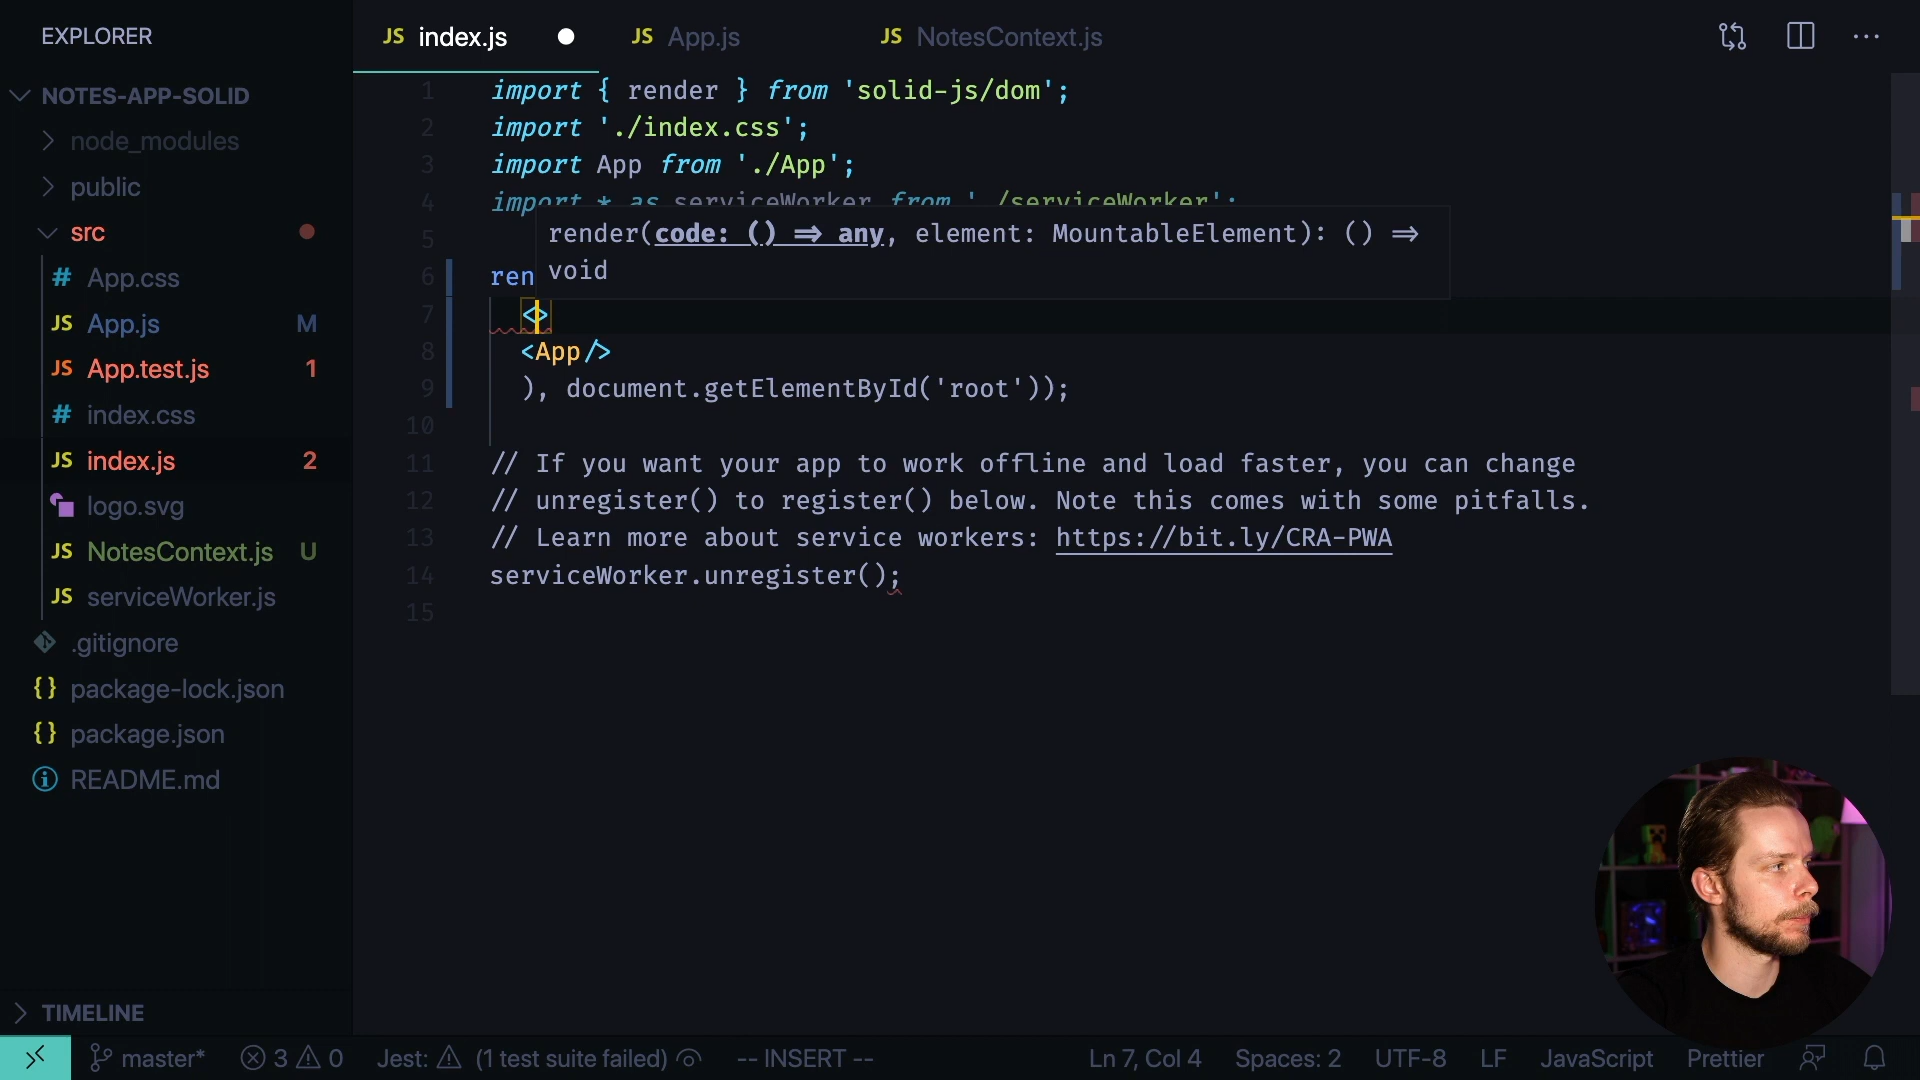 EXPLORER
JS index.js
JS App.js
JS NotesContext.js
NOTES-APP-SOLID
node_modules
public
src
# App.css
JS App.js M
JS App.test.js 1
# index.css
JS index.js 2
logo.svg
JS NotesContext.js U
JS serviceWorker.js
.gitignore
{} package-lock.json
{} package.json
README.md
TIMELINE
1 import { render } from 'solid-js/dom';
2 import './index.css';
3 import App from './App';
4 import * as serviceWorker from './serviceWorker';
5
render(code: () => any, element: MountableElement): () =>
void
6 ren
7 <>
8 <App/>
9 ), document.getElementById('root'));
10
11 // If you want your app to work offline and load faster, you can change
12 // unregister() to register() below. Note this comes with some pitfalls.
13 // Learn more about service workers: https://bit.ly/CRA-PWA
14 serviceWorker.unregister();
15
master* 3 0 Jest: (1 test suite failed) -- INSERT -- Ln 7, Col 4 Spaces: 2 UTF-8 LF JavaScript Prettier